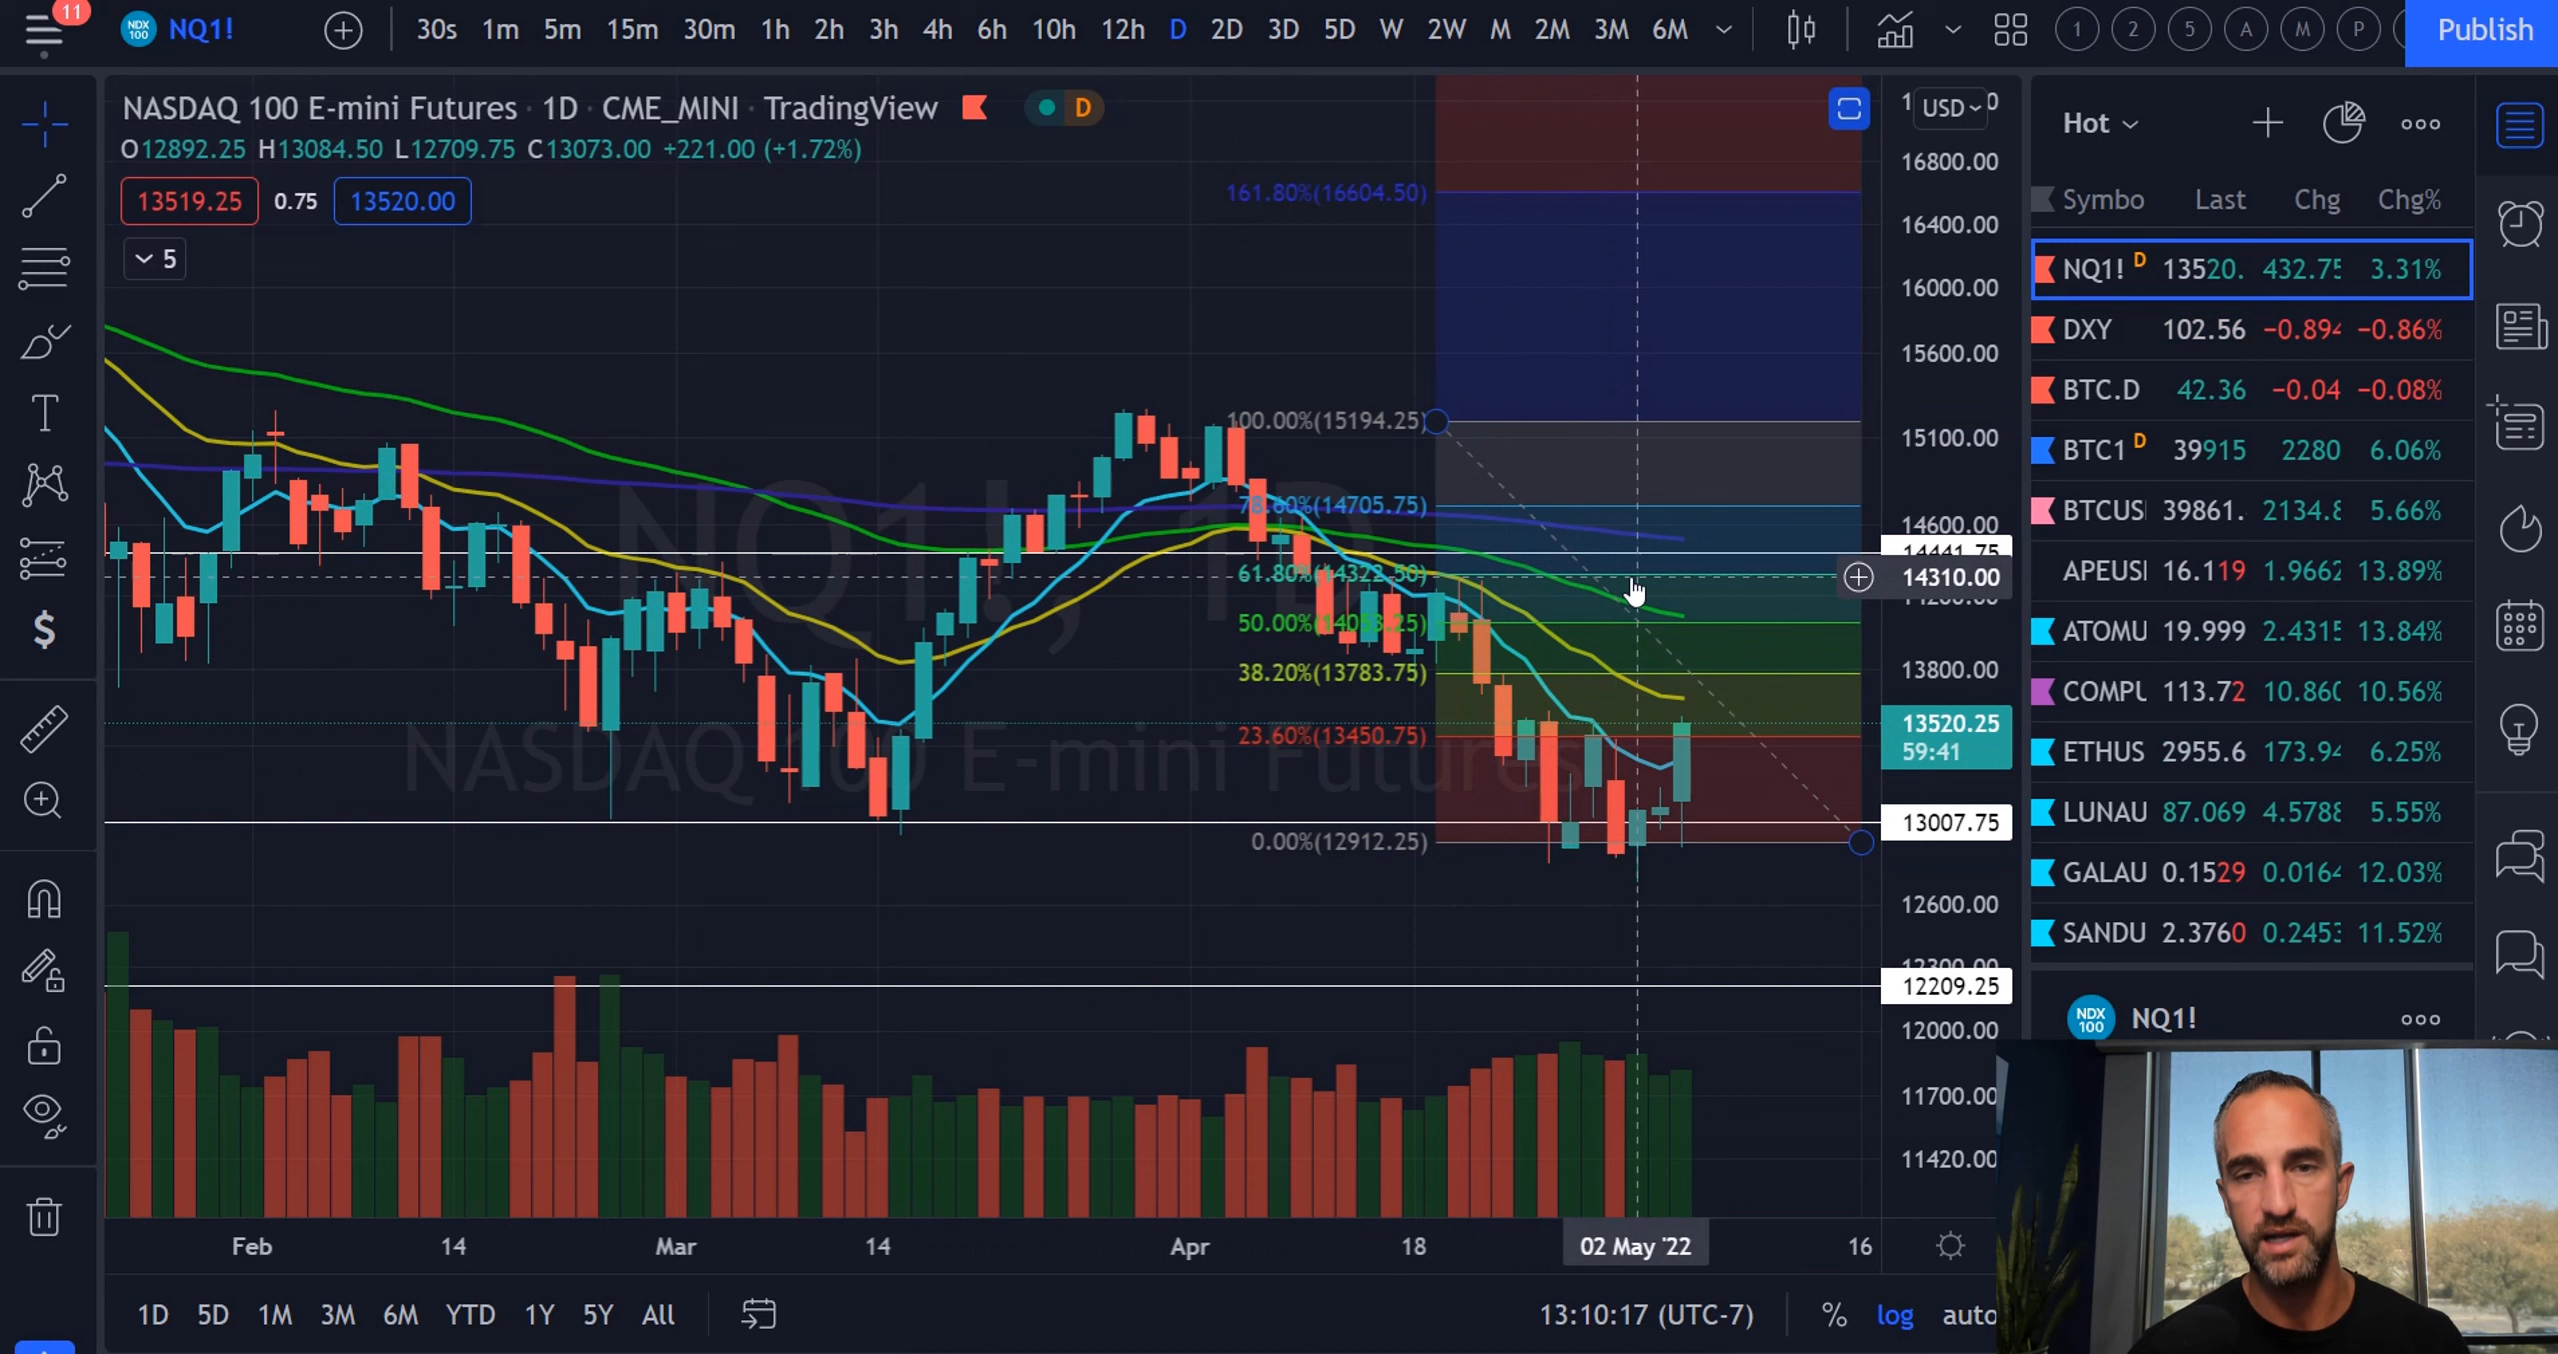 11
NDX 100 NQ1! 30s 1m 5m 15m 30m 1h 2h 3h 4h 6h 10h 12h D 2D 3D 5D W 2W M 2M 3M 6M 1 2 5 A M P Publish
NASDAQ 100 E-mini Futures · 1D · CME_MINI · TradingView D
O12892.25 H13084.50 L12709.75 C13073.00 +221.00 (+1.72%)
13519.25 0.75 13520.00
5
T
$
NQ1!, 1D
NASDAQ 100 E-mini Futures
161.80%(16604.50)
100.00%(15194.25)
78.60%(14705.75)
61.80%(14322.50)
50.00%(14053.25)
38.20%(13783.75)
23.60%(13450.75)
0.00%(12912.25)
USD
16800.00
16400.00
16000.00
15600.00
15100.00
14600.00
14441.75
14310.00
13800.00
13520.25
59:41
13007.75
12600.00
12300.00
12209.25
12000.00
11700.00
11420.00
Feb 14 Mar 14 Apr 18 02 May '22 16
1D 5D 1M 3M 6M YTD 1Y 5Y All 13:10:17 (UTC-7) % log auto
Hot
Symbo Last Chg Chg%
NQ1! D 13520. 432.75 3.31%
DXY 102.56 −0.894 −0.86%
BTC.D 42.36 −0.04 −0.08%
BTC1 D 39915 2280 6.06%
BTCUS 39861. 2134.8 5.66%
APEUS 16.119 1.9662 13.89%
ATOMU 19.999 2.4315 13.84%
COMPU 113.72 10.860 10.56%
ETHUS 2955.6 173.94 6.25%
LUNAU 87.069 4.5788 5.55%
GALAU 0.1529 0.0164 12.03%
SANDU 2.3760 0.2453 11.52%
NDX 100 NQ1!